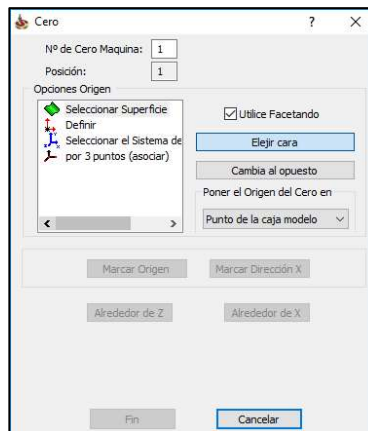 Cero
Nº de Cero Maquina: 1
Posición: 1
Opciones Origen
Seleccionar Superficie
Definir
Seleccionar el Sistema de
por 3 puntos (asociar)
Utilice Facetando
Elejir cara
Cambia al opuesto
Poner el Origen del Cero en
Punto de la caja modelo
Marcar Origen Marcar Dirección X
Alrededor de Z Alrededor de X
Fin Cancelar